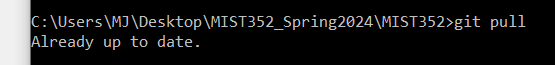 C:\Users\MJ\Desktop\MIST352_Spring2024\MIST352>git pull
Already up to date.